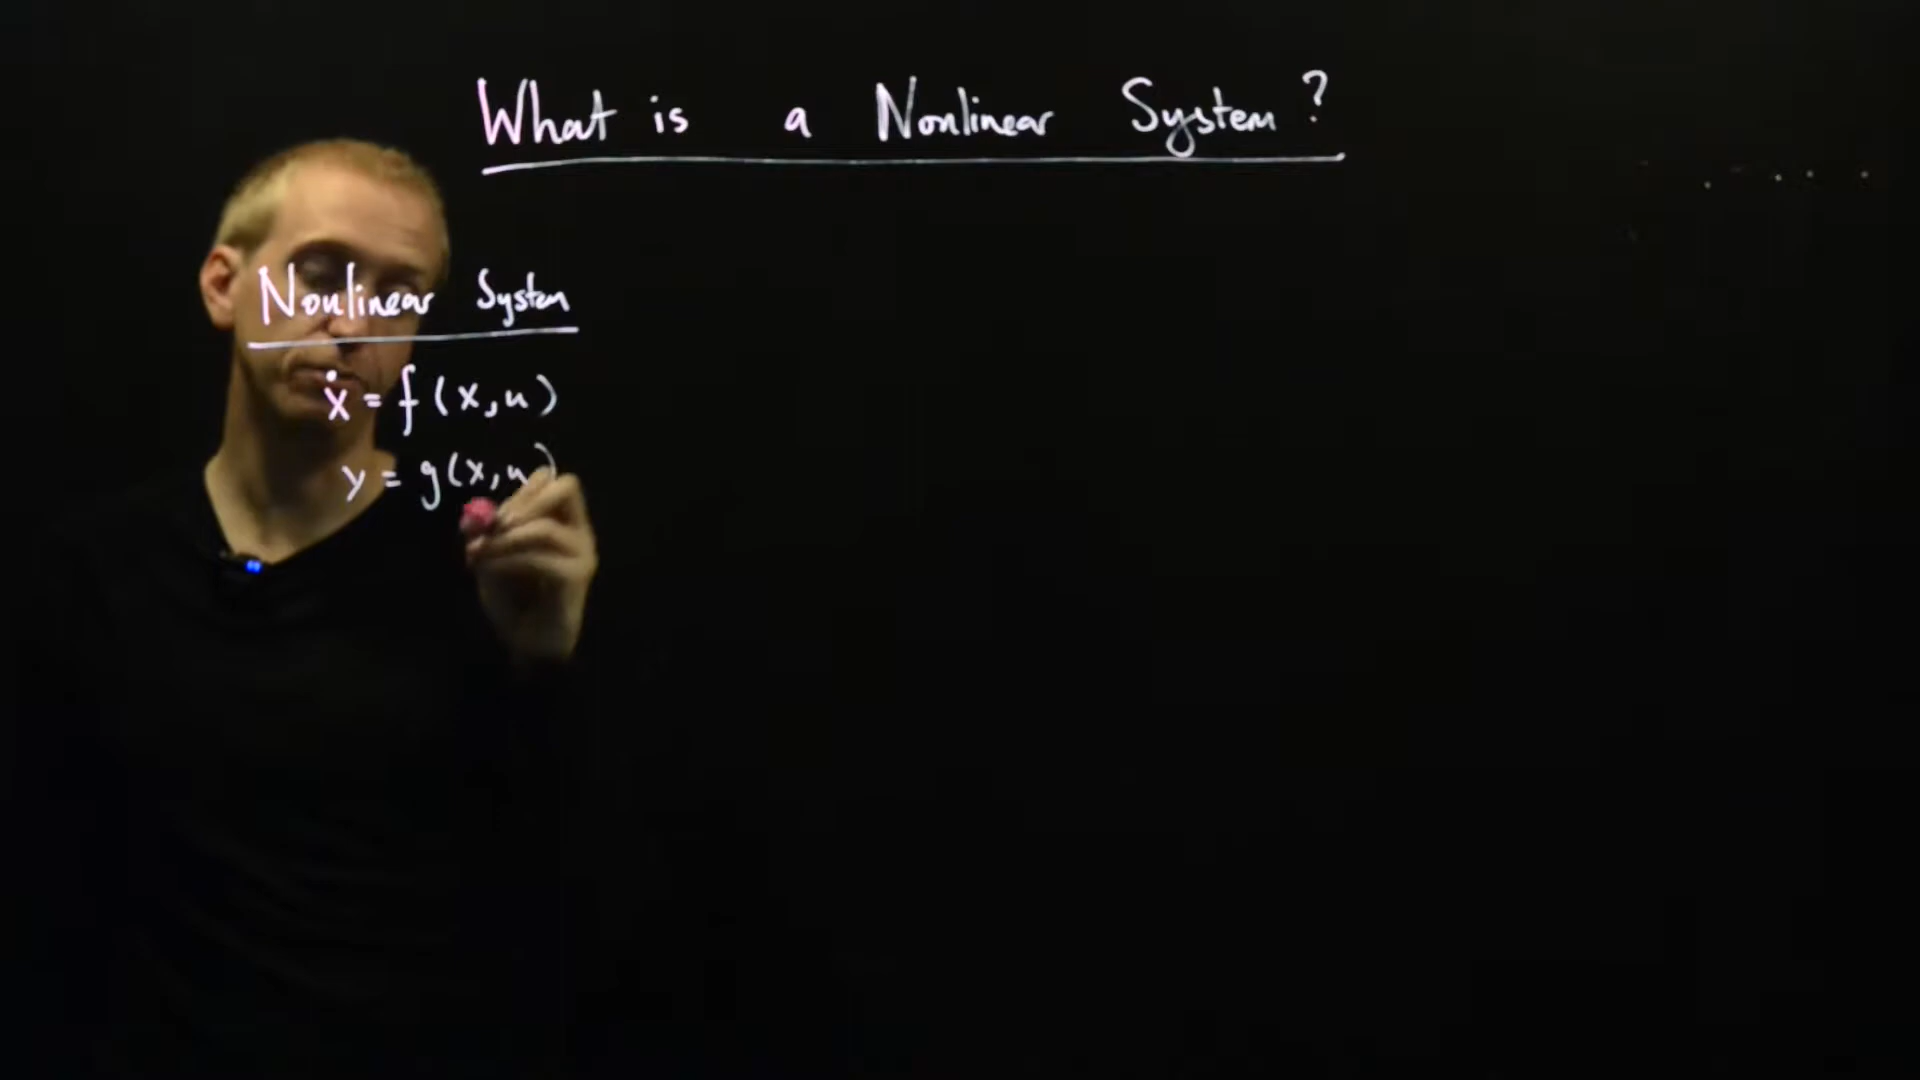 What is a Nonlinear System?
Nonlinear System
ẋ = f(x,u)
y = g(x,u)